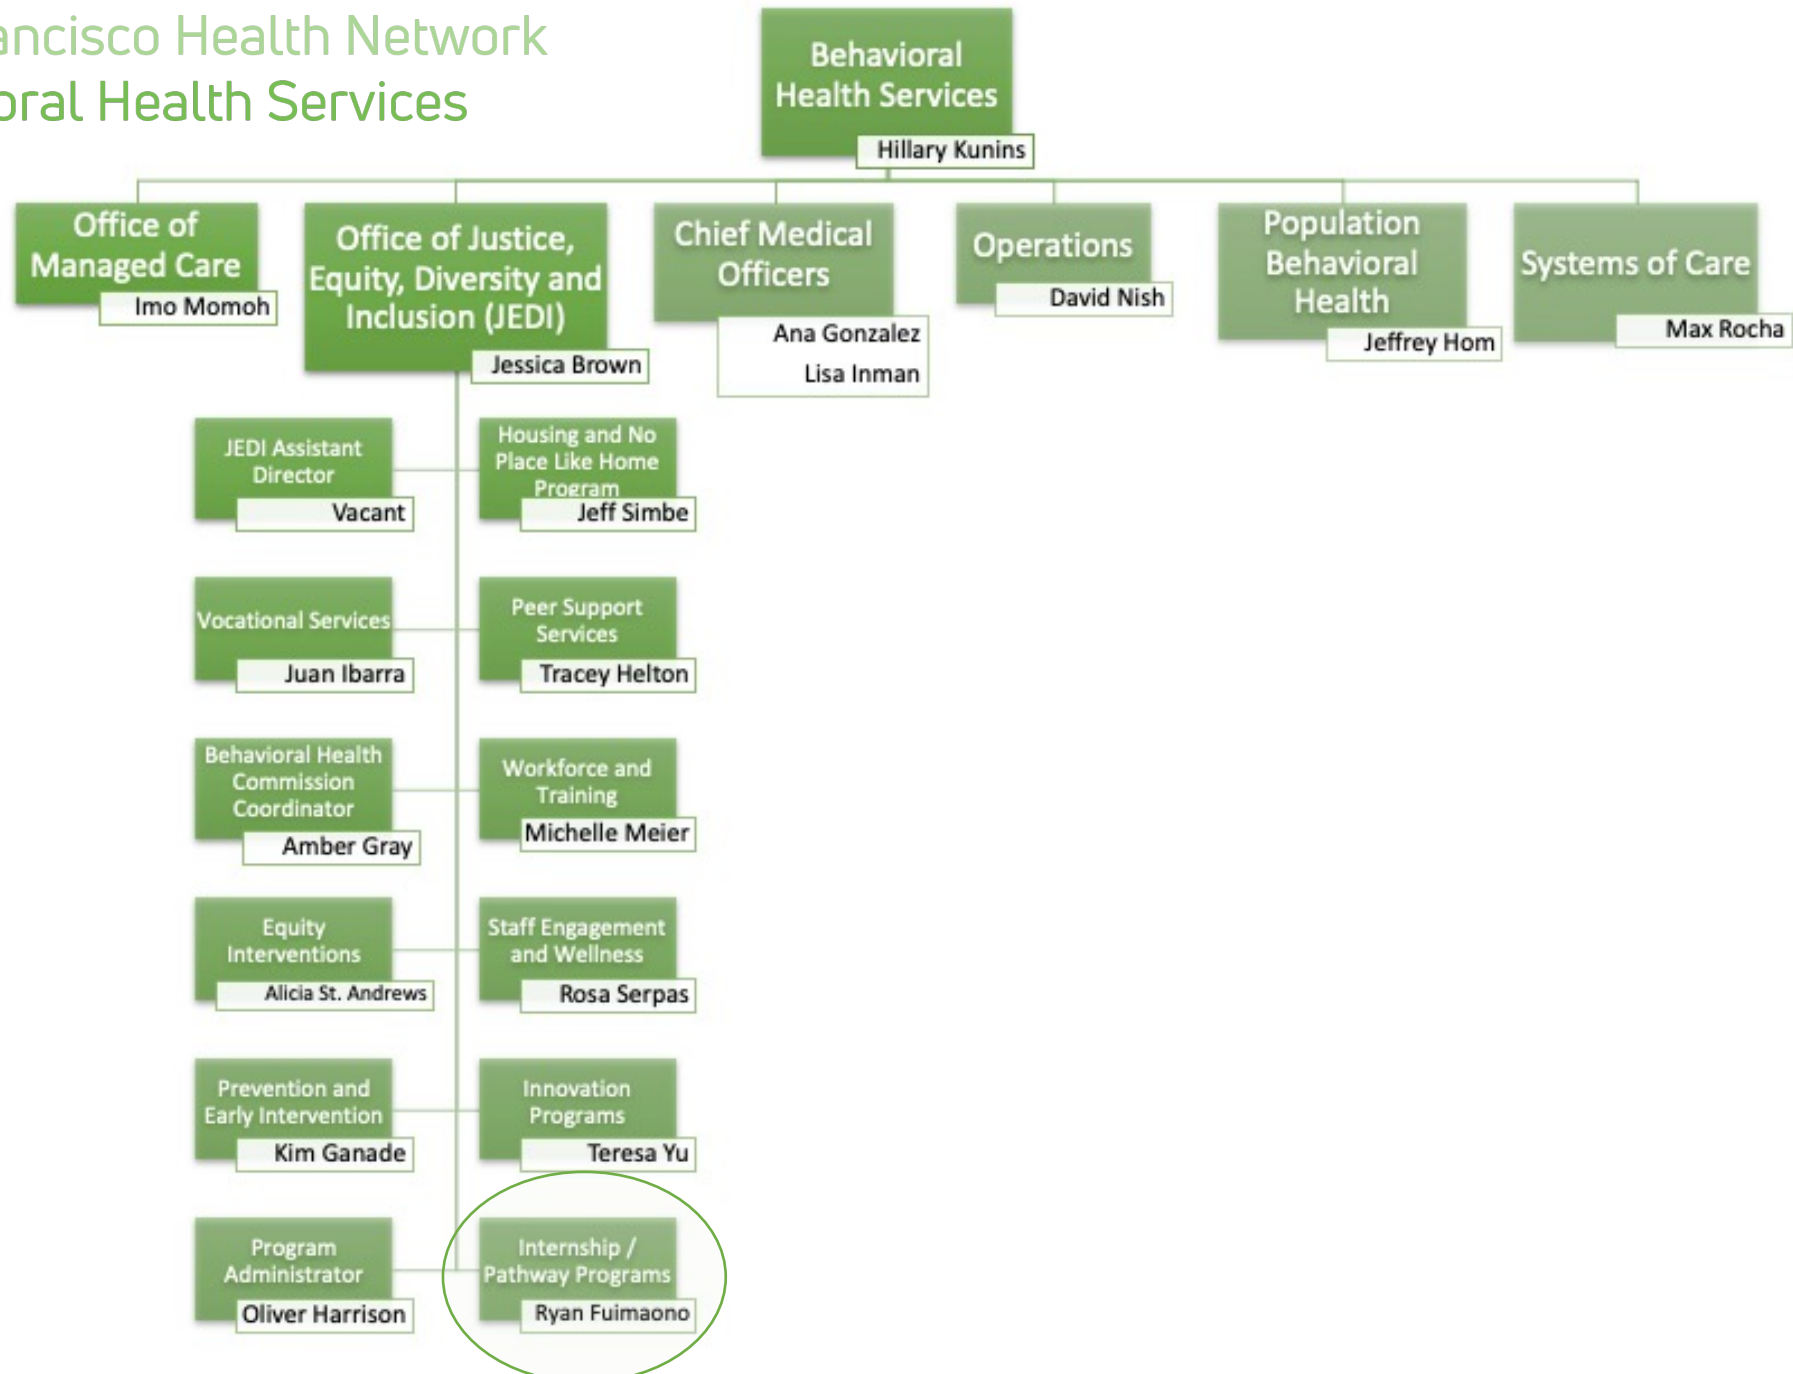 ancisco Health Network
oral Health Services
Behavioral
Health Services
Hillary Kunins
Office of
Managed Care
Imo Momoh
Office of Justice,
Equity, Diversity and
Inclusion (JEDI)
Jessica Brown
Chief Medical
Officers
Ana Gonzalez
Lisa Inman
Operations
David Nish
Population
Behavioral
Health
Jeffrey Hom
Systems of Care
Max Rocha
JEDI Assistant
Director
Vacant
Housing and No
Place Like Home
Program
Jeff Simbe
Vocational Services
Juan Ibarra
Peer Support
Services
Tracey Helton
Behavioral Health
Commission
Coordinator
Amber Gray
Workforce and
Training
Michelle Meier
Equity
Interventions
Alicia St. Andrews
Staff Engagement
and Wellness
Rosa Serpas
Prevention and
Early Intervention
Kim Ganade
Innovation
Programs
Teresa Yu
Program
Administrator
Oliver Harrison
Internship /
Pathway Programs
Ryan Fuimaono